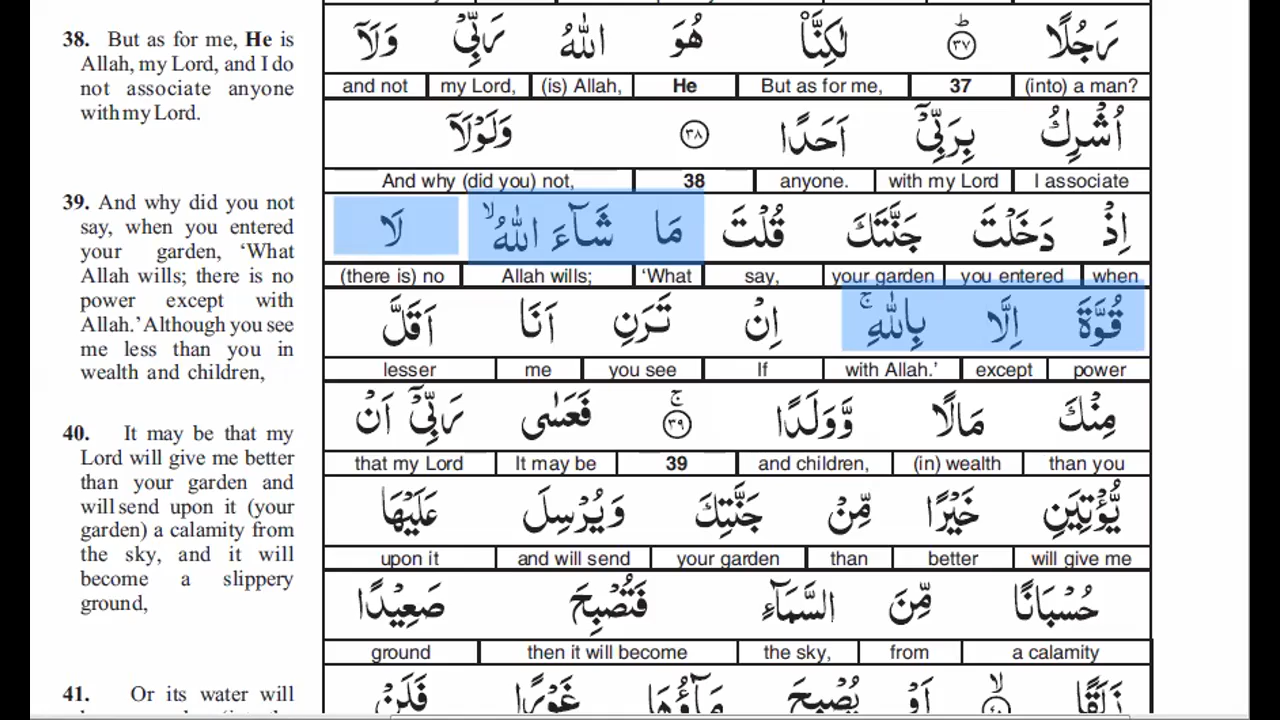 38. But as for me, He is
Allah, my Lord, and I do
not associate anyone
with my Lord.
39. And why did you not
say, when you entered
your garden, ‘What
Allah wills; there is no
power except with
Allah.’ Although you see
me less than you in
wealth and children,
40. It may be that my
Lord will give me better
than your garden and
will send upon it (your
garden) a calamity from
the sky, and it will
become a slippery
ground,
41. Or its water will
رَجُلًا ٣٧ لٰكِنَّا۠ هُوَ اللّٰهُ رَبِّيْ وَلَآ
(into) a man? 37 But as for me, He (is) Allah, my Lord, and not
اُشْرِكُ بِرَبِّيْٓ اَحَدًا ٣٨ وَلَوْلَآ
I associate with my Lord anyone. 38 And why (did you) not,
اِذْ دَخَلْتَ جَنَّتَكَ قُلْتَ مَا شَآءَ اللّٰهُ ۙ لَا
when you entered your garden say, ‘What Allah wills; (there is) no
قُوَّةَ اِلَّا بِاللّٰهِ ۚ اِنْ تَرَنِ اَنَا اَقَلَّ
power except with Allah.’ If you see me lesser
مِنْكَ مَالًا وَّوَلَدًا ٣٩ۚ فَعَسٰى رَبِّيْٓ اَنْ
than you (in) wealth and children, 39 It may be that my Lord
يُّؤْتِيَنِ خَيْرًا مِّنْ جَنَّتِكَ وَيُرْسِلَ عَلَيْهَا
will give me better than your garden and will send upon it
حُسْبَانًا مِّنَ السَّمَآءِ فَتُصْبِحَ صَعِيْدًا
a calamity from the sky, then it will become ground
زَلَقًا ٤٠ۙ اَوْ يُصْبِحَ مَآؤُهَا غَوْرًا فَلَنْ